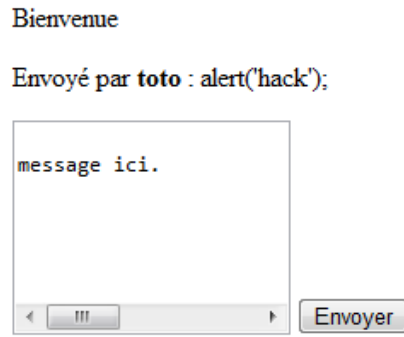 Bienvenue
Envoyé par toto : alert('hack');
message ici.
Envoyer